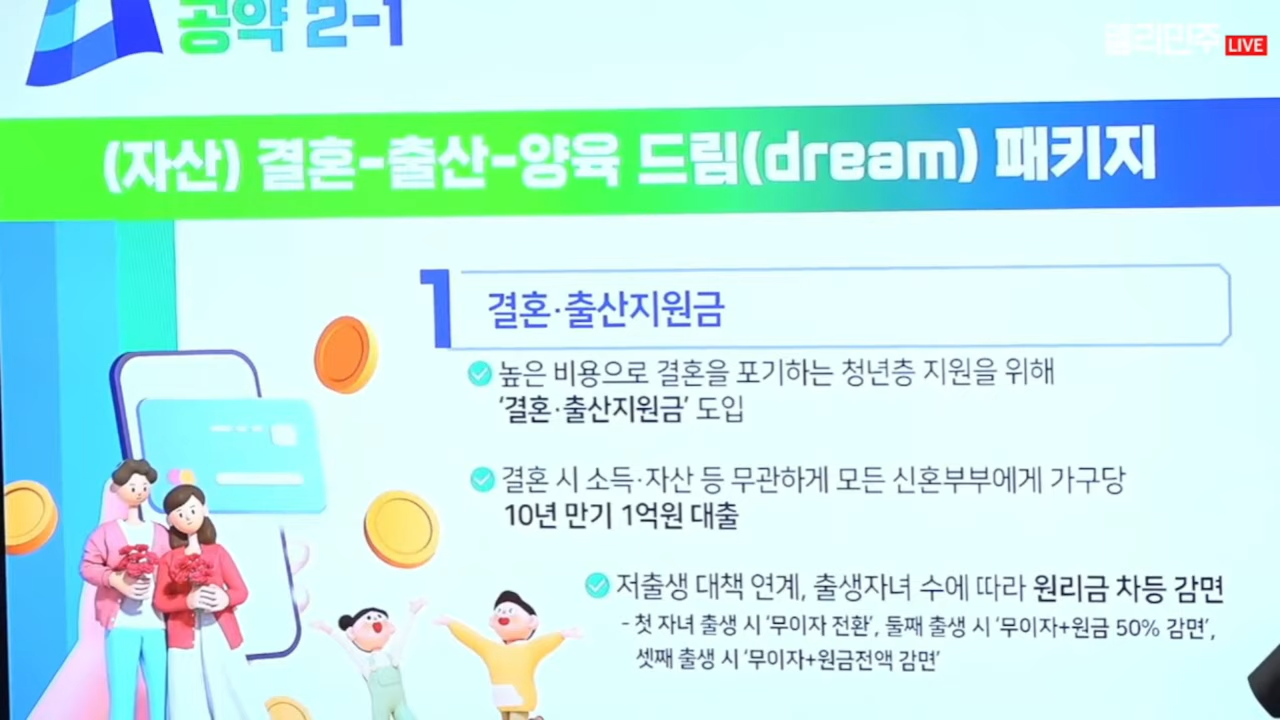 공약 2-1
델리민주 LIVE
(자산) 결혼-출산-양육 드림(dream) 패키지
1 결혼·출산지원금
높은 비용으로 결혼을 포기하는 청년층 지원을 위해
'결혼·출산지원금' 도입
결혼 시 소득·자산 등 무관하게 모든 신혼부부에게 가구당
10년 만기 1억원 대출
저출생 대책 연계, 출생자녀 수에 따라 원리금 차등 감면
- 첫 자녀 출생 시 '무이자 전환', 둘째 출생 시 '무이자+원금 50% 감면',
셋째 출생 시 '무이자+원금전액 감면'